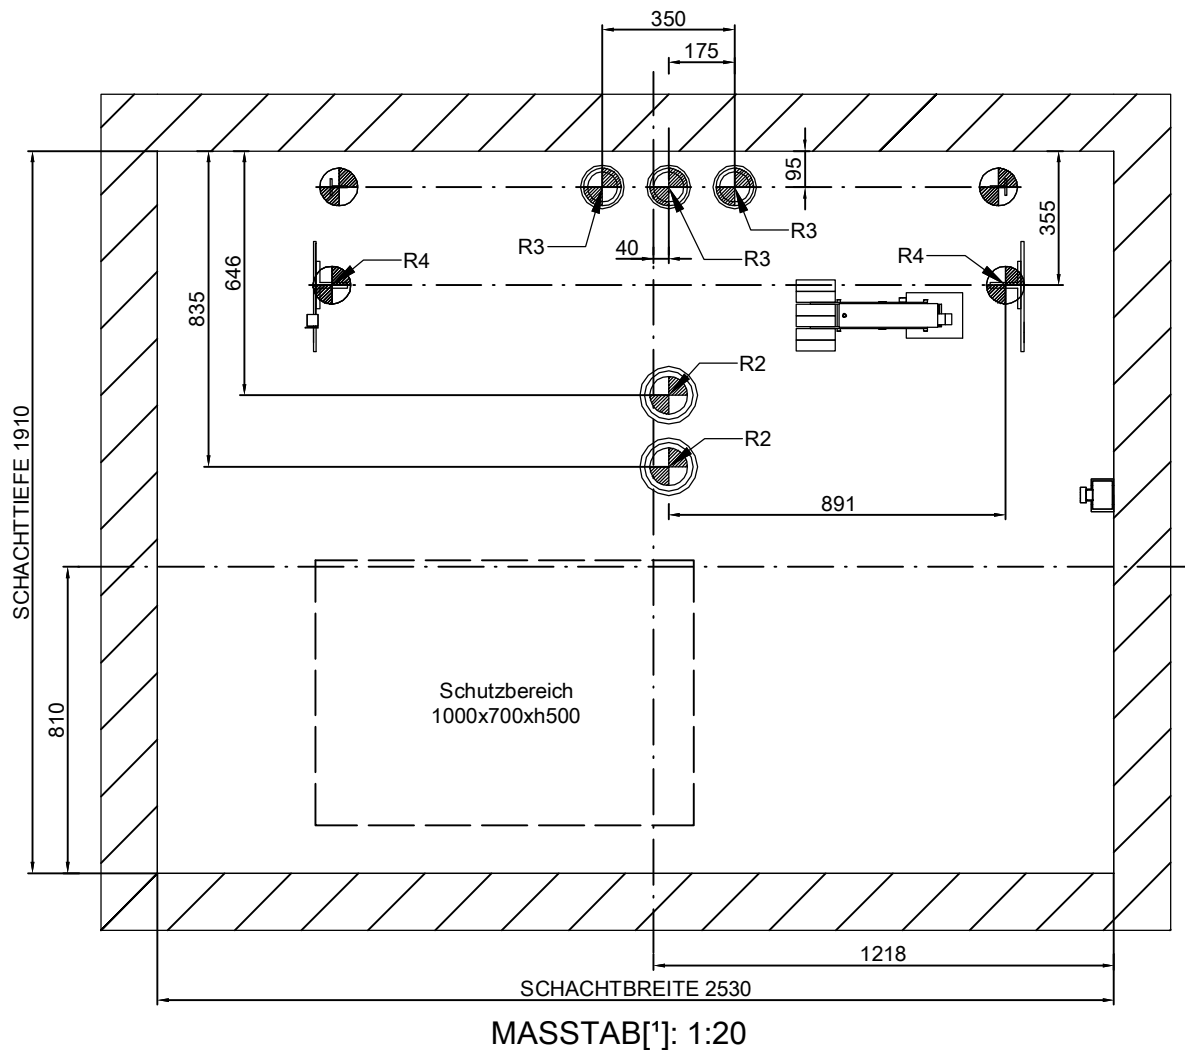 350
175
95
355
R3
R3
R3
40
R4
R4
646
835
R2
R2
891
SCHACHTTIEFE 1910
810
Schutzbereich
1000x700xh500
1218
SCHACHTBREITE 2530
MASSTAB[¹]: 1:20